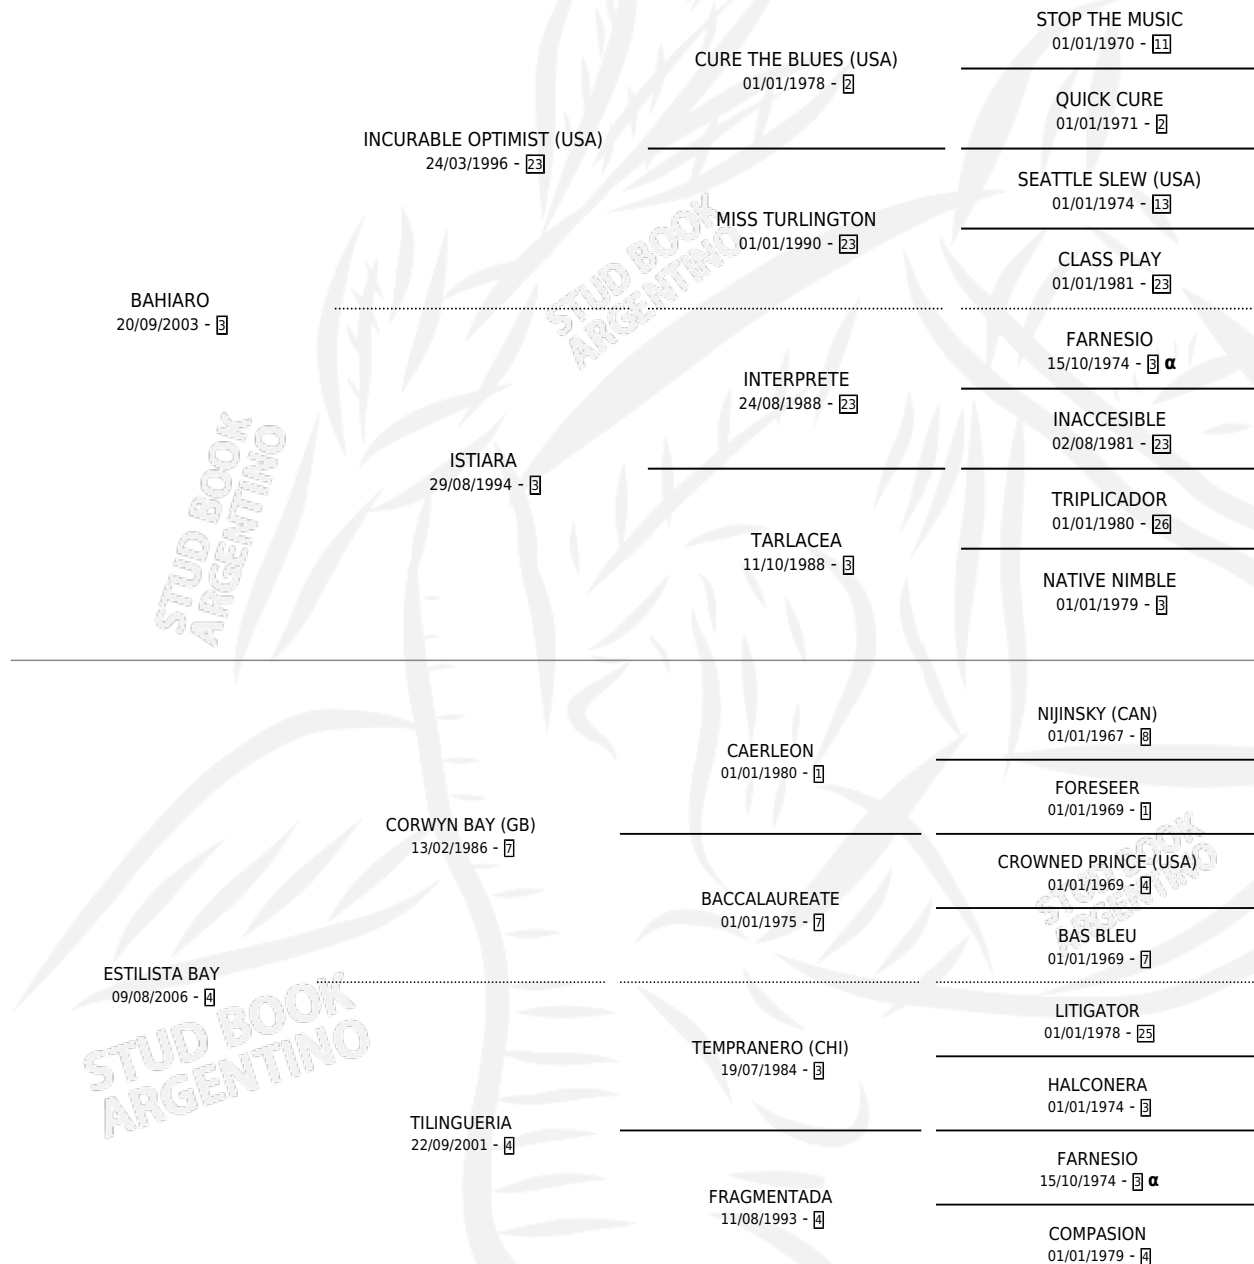 STOP THE MUSIC
01/01/1970 - 11
CURE THE BLUES (USA)
01/01/1978 - 2
QUICK CURE
01/01/1971 - 2
INCURABLE OPTIMIST (USA)
24/03/1996 - 23
SEATTLE SLEW (USA)
01/01/1974 - 13
MISS TURLINGTON
01/01/1990 - 23
CLASS PLAY
01/01/1981 - 23
BAHIARO
20/09/2003 - 3
FARNESIO
15/10/1974 - 3 α
INTERPRETE
24/08/1988 - 23
INACCESIBLE
02/08/1981 - 23
ISTIARA
29/08/1994 - 3
TRIPLICADOR
01/01/1980 - 26
TARLACEA
11/10/1988 - 3
NATIVE NIMBLE
01/01/1979 - 3
NIJINSKY (CAN)
01/01/1967 - 8
CAERLEON
01/01/1980 - 1
FORESEER
01/01/1969 - 1
CORWYN BAY (GB)
13/02/1986 - 7
CROWNED PRINCE (USA)
01/01/1969 - 4
BACCALAUREATE
01/01/1975 - 7
BAS BLEU
01/01/1969 - 7
ESTILISTA BAY
09/08/2006 - 4
LITIGATOR
01/01/1978 - 25
TEMPRANERO (CHI)
19/07/1984 - 3
HALCONERA
01/01/1974 - 3
TILINGUERIA
22/09/2001 - 4
FARNESIO
15/10/1974 - 3 α
FRAGMENTADA
11/08/1993 - 4
COMPASION
01/01/1979 - 4
STUD BOOK
ARGENTINO
STUD BOOK
ARGENTINO
STUD BOOK
ARGENTINO
STUD BOOK
ARGENTINO